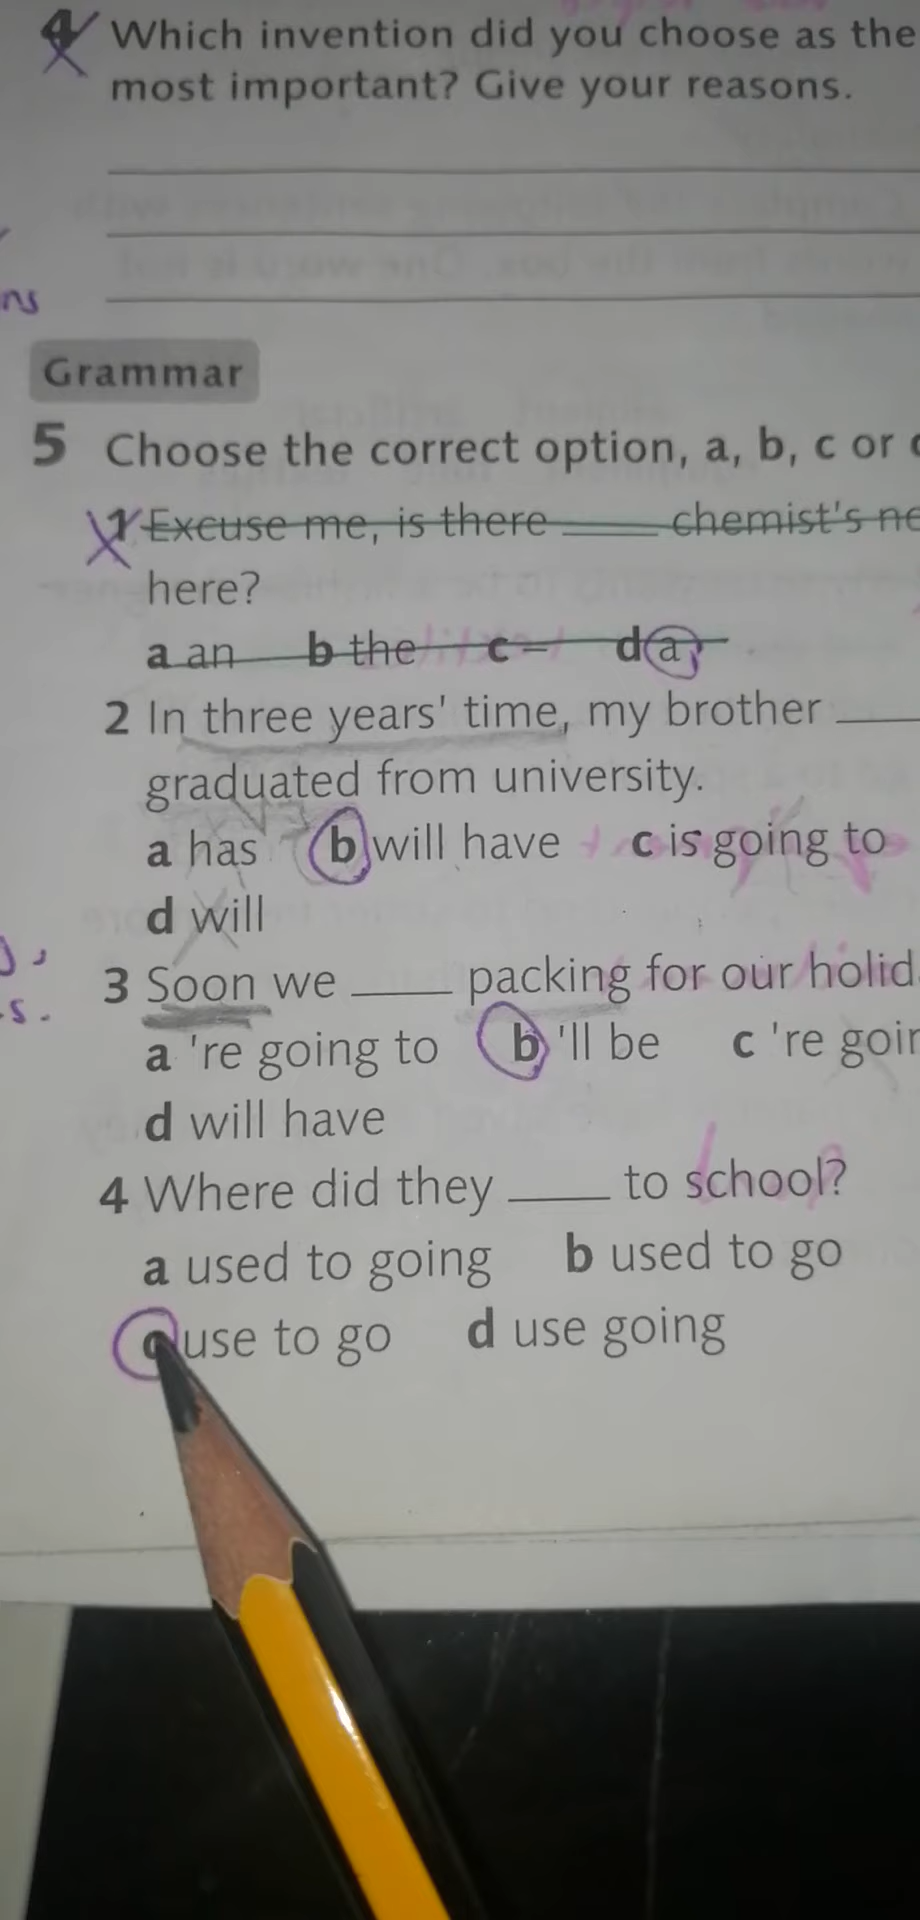 4 Which invention did you choose as the
most important? Give your reasons.
ns
Grammar
5 Choose the correct option, a, b, c or
1 Excuse me, is there ____ chemist's
here?
a an b the c – d a
2 In three years' time, my brother ____
graduated from university.
a has b will have c is going to
d will
3 Soon we ____ packing for our
a 're going to b 'll be c 're
d will have
s.
4 Where did they ____ to school?
a used to going b used to go
c use to go d use going